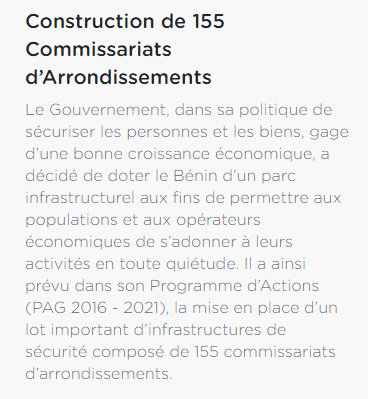 Construction de 155
Commissariats
d’Arrondissements
Le Gouvernement, dans sa politique de
sécuriser les personnes et les biens, gage
d’une bonne croissance économique, a
décidé de doter le Bénin d’un parc
infrastructurel aux fins de permettre aux
populations et aux opérateurs
économiques de s’adonner à leurs
activités en toute quiétude. Il a ainsi
prévu dans son Programme d’Actions
(PAG 2016 - 2021), la mise en place d’un
lot important d’infrastructures de
sécurité composé de 155 commissariats
d’arrondissements.